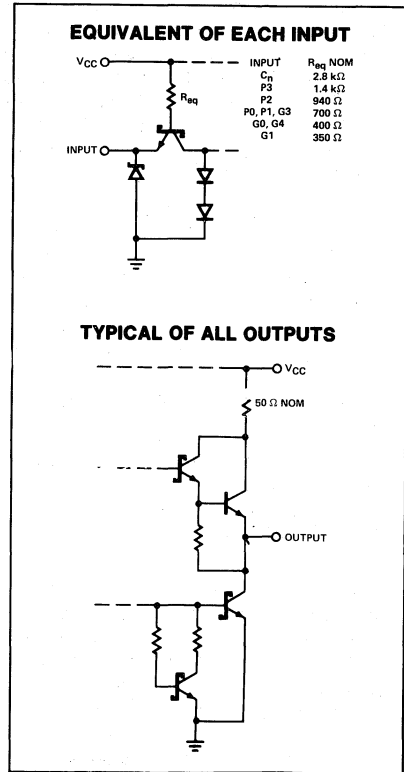 EQUIVALENT OF EACH INPUT
VCC
INPUT Req NOM
Cn 2.8 kΩ
P3 1.4 kΩ
P2 940 Ω
P0, P1, G3 700 Ω
G0, G4 400 Ω
G1 350 Ω
Req
INPUT
TYPICAL OF ALL OUTPUTS
VCC
50 Ω NOM
OUTPUT